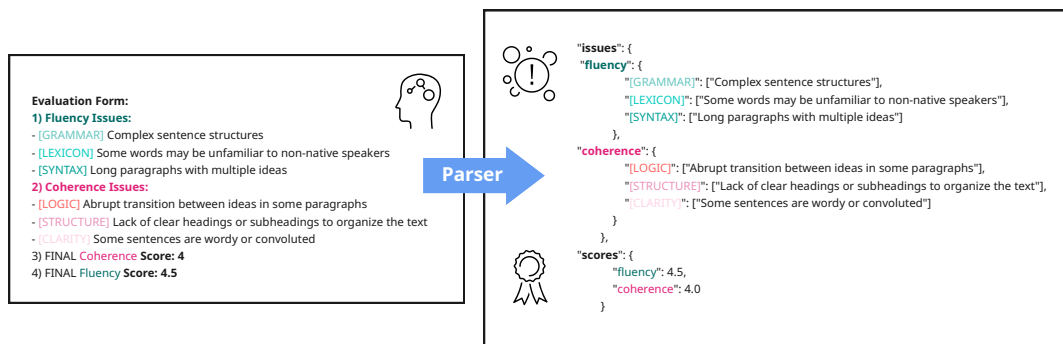 Evaluation Form:
1) Fluency Issues:
- [GRAMMAR] Complex sentence structures
- [LEXICON] Some words may be unfamiliar to non-native speakers
- [SYNTAX] Long paragraphs with multiple ideas
2) Coherence Issues:
- [LOGIC] Abrupt transition between ideas in some paragraphs
- [STRUCTURE] Lack of clear headings or subheadings to organize the text
- [CLARITY] Some sentences are wordy or convoluted
3) FINAL Coherence Score: 4
4) FINAL Fluency Score: 4.5
Parser
!
"issues": {
"fluency": {
"[GRAMMAR]": ["Complex sentence structures"],
"[LEXICON]": ["Some words may be unfamiliar to non-native speakers"],
"[SYNTAX]": ["Long paragraphs with multiple ideas"]
},
"coherence": {
"[LOGIC]": ["Abrupt transition between ideas in some paragraphs"],
"[STRUCTURE]": ["Lack of clear headings or subheadings to organize the text"],
"[CLARITY]": ["Some sentences are wordy or convoluted"]
}
},
"scores": {
"fluency": 4.5,
"coherence": 4.0
}